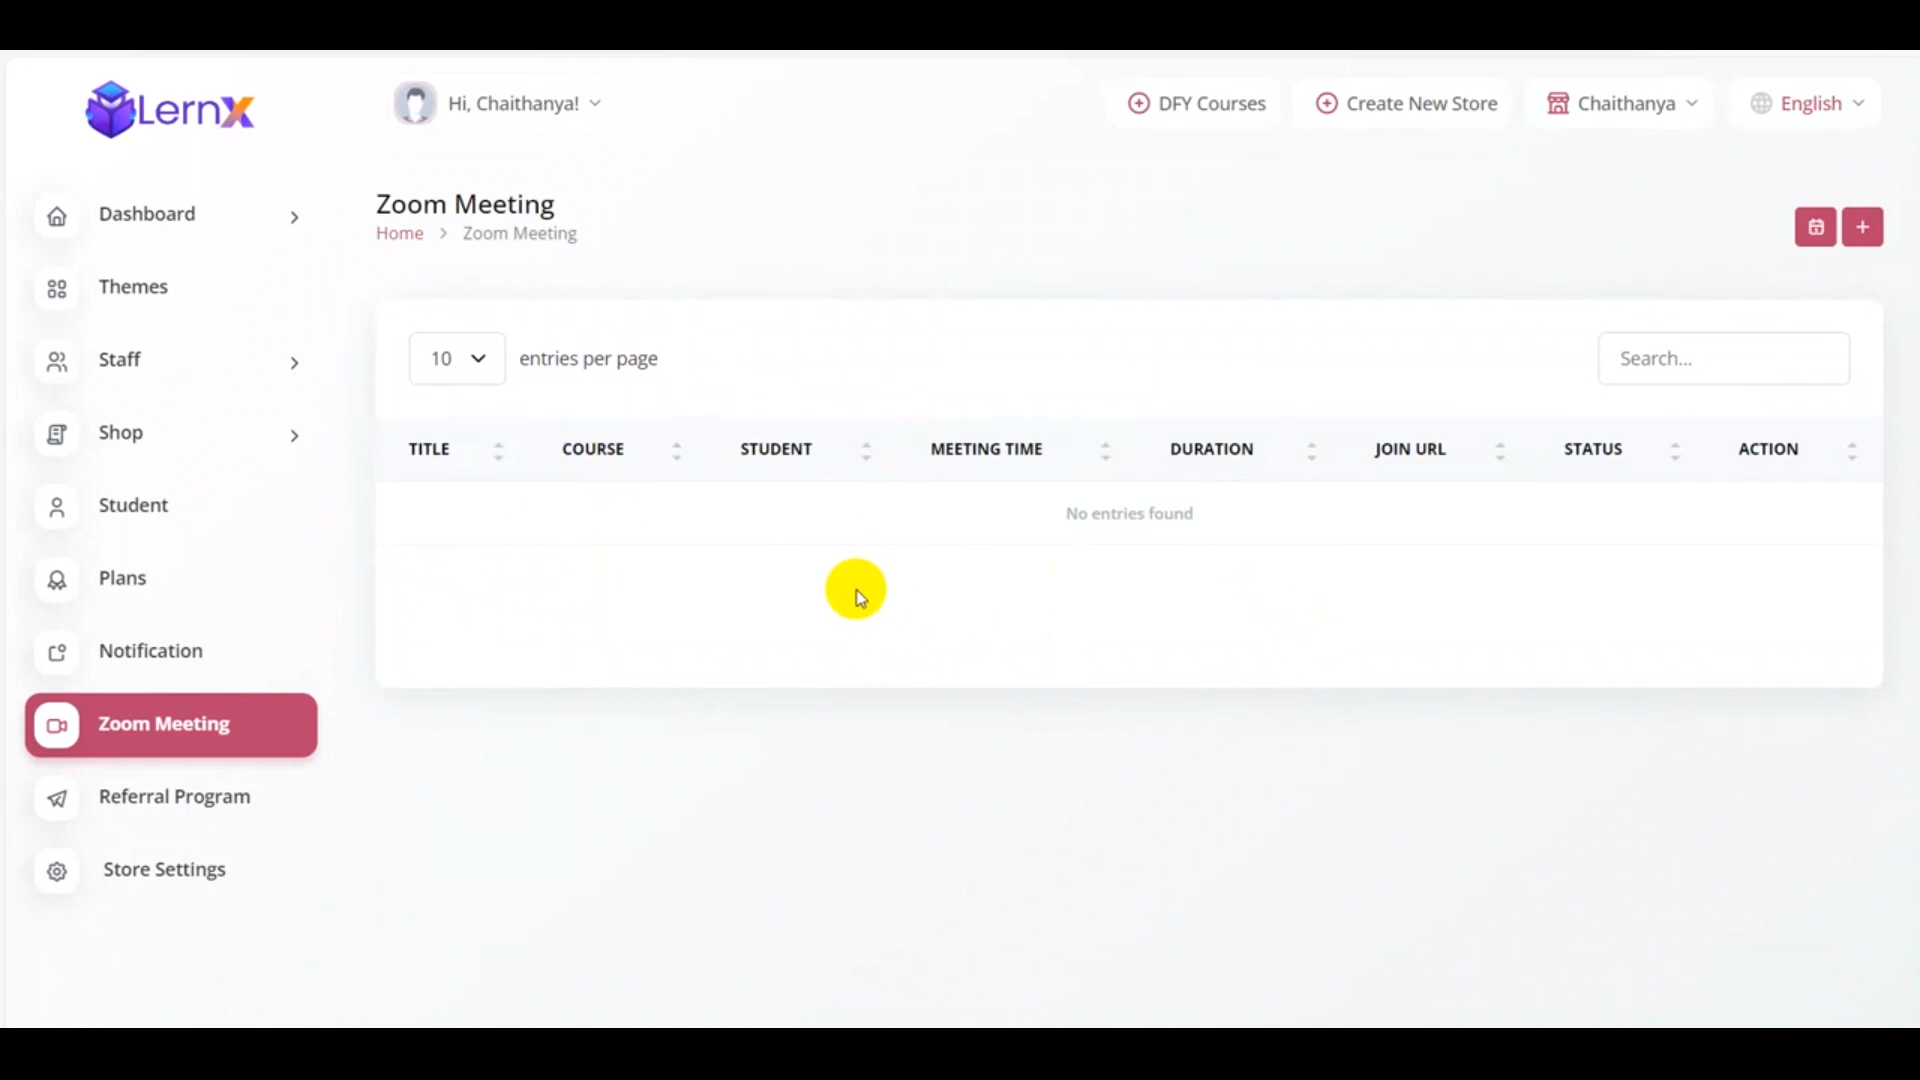 LernX
Hi, Chaithanya!
DFY Courses
Create New Store
Chaithanya
English
Dashboard
Themes
Staff
Shop
Student
Plans
Notification
Zoom Meeting
Referral Program
Store Settings
Zoom Meeting
Home > Zoom Meeting
10 entries per page
Search...
TITLE COURSE STUDENT MEETING TIME DURATION JOIN URL STATUS ACTION
No entries found